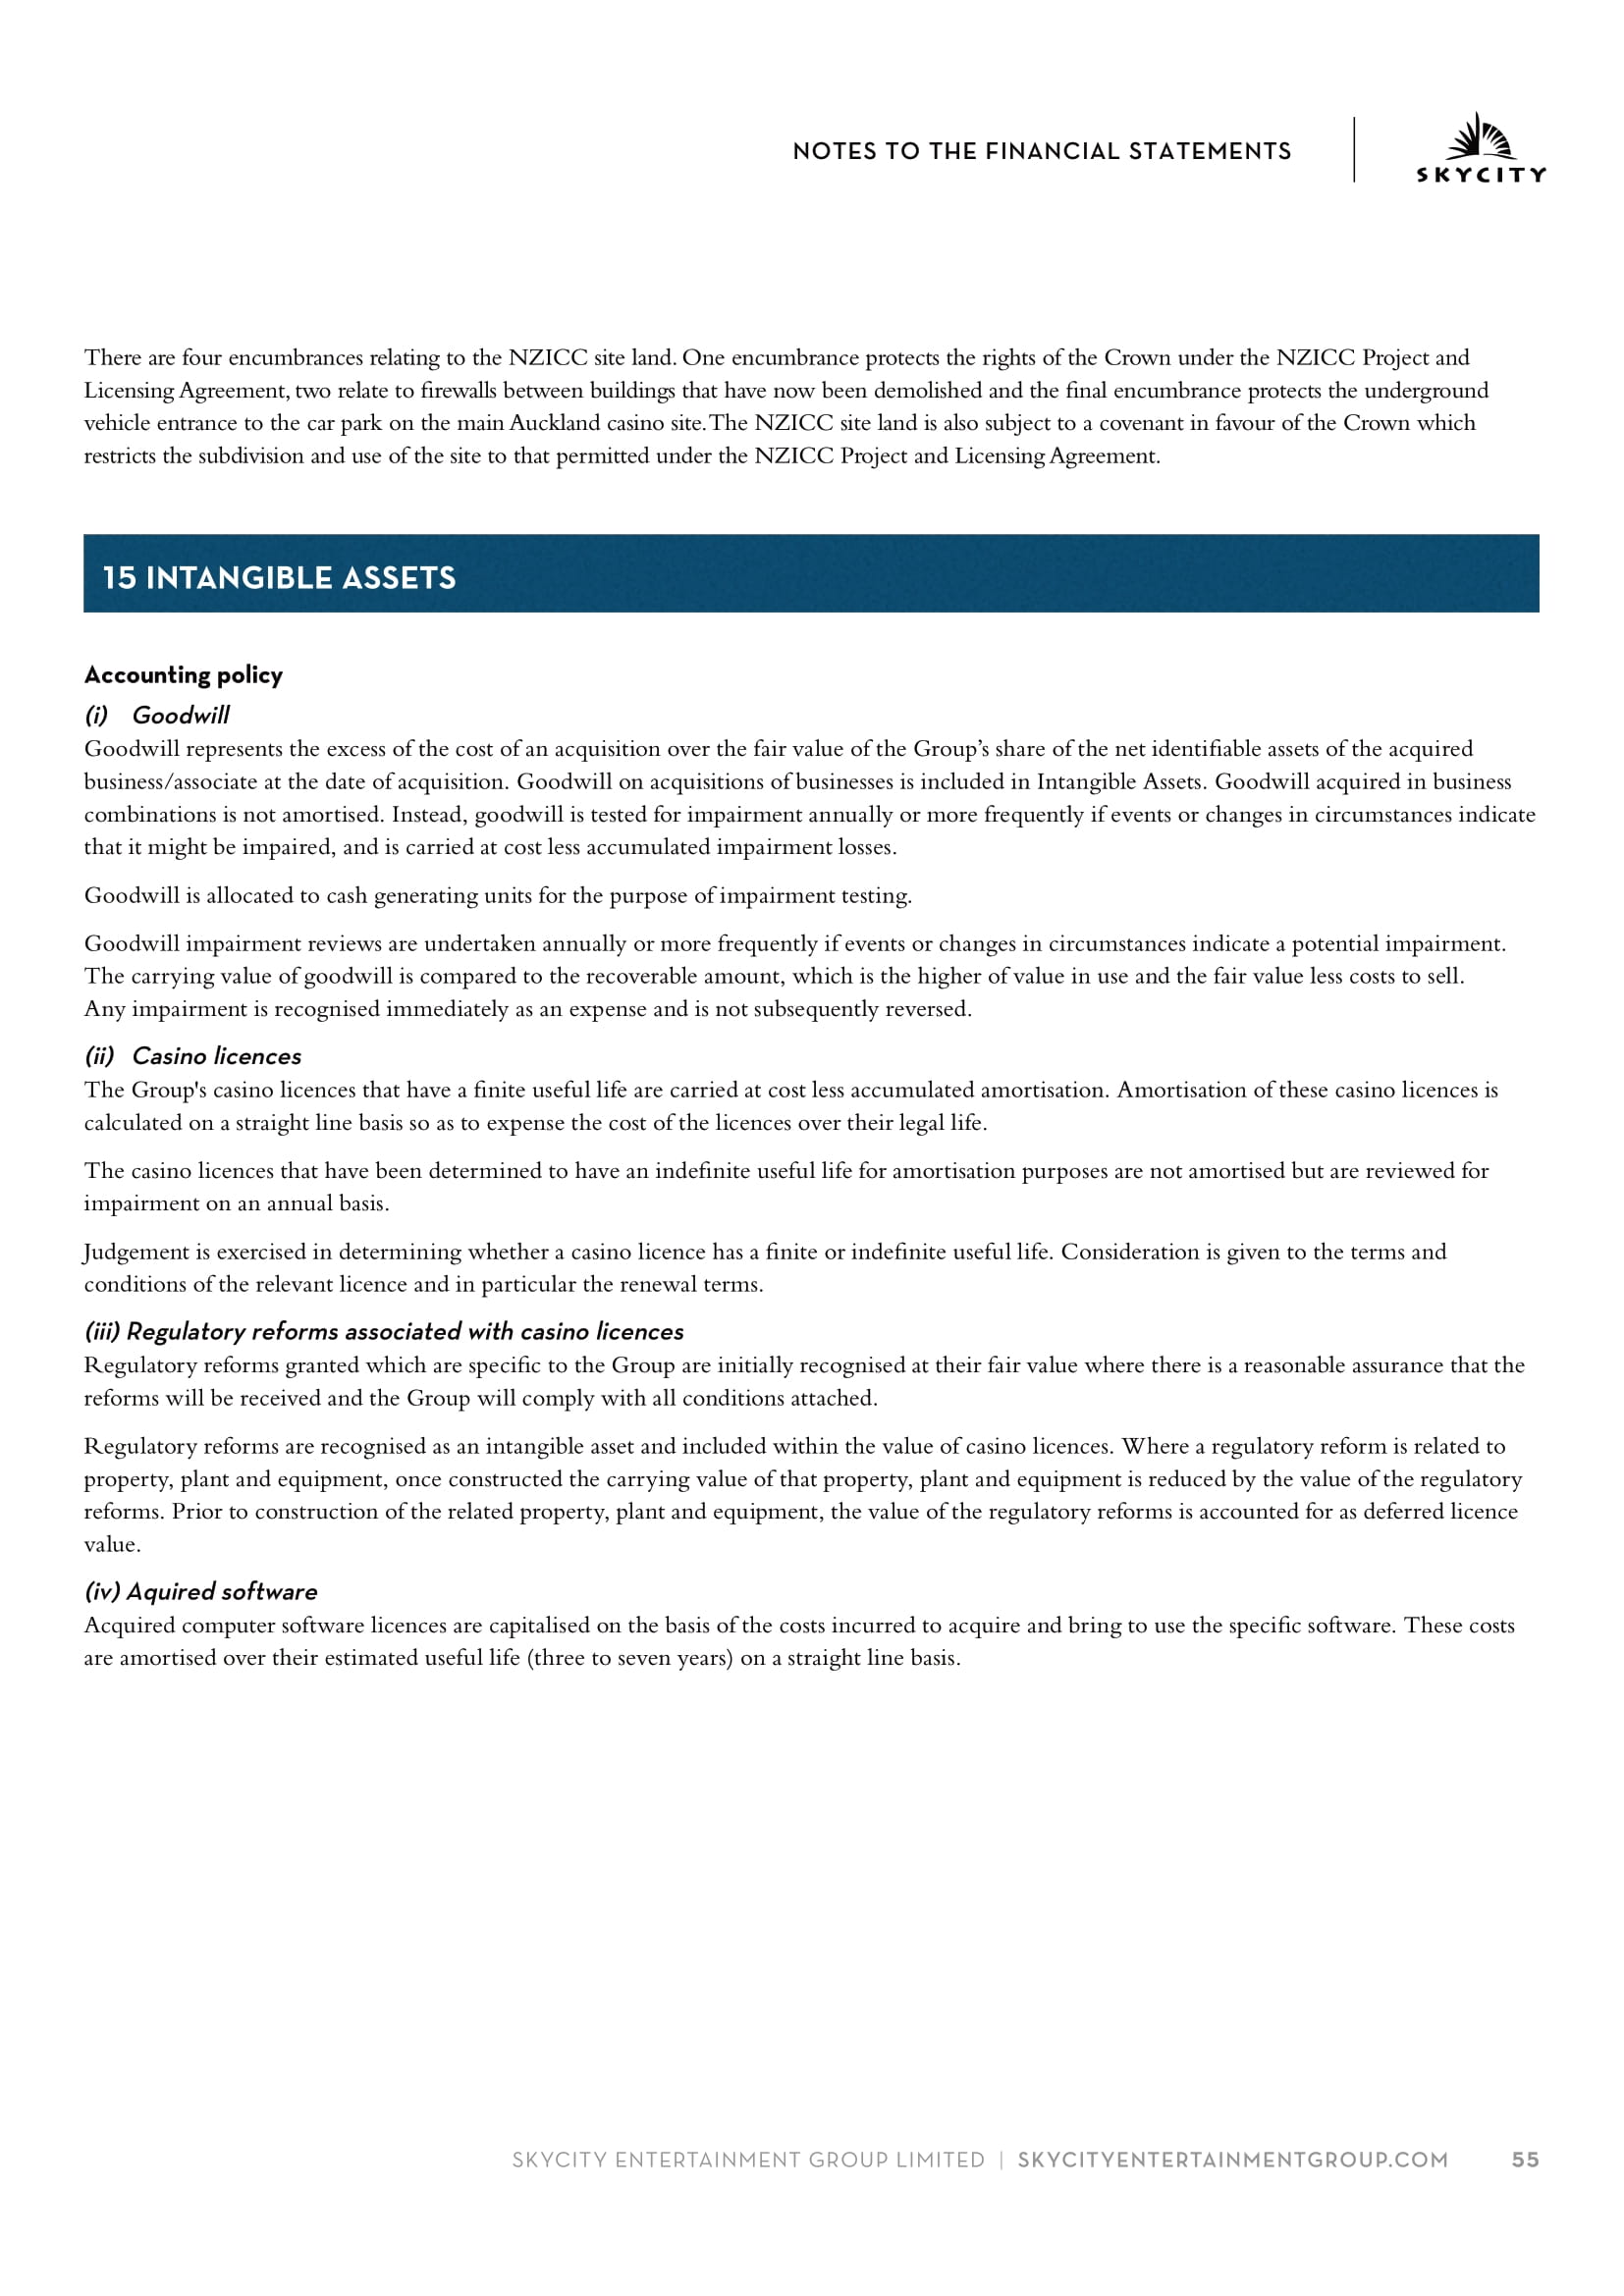 NOTES TO THE FINANCIAL STATEMENTS
SKYCITY
There are four encumbrances relating to the NZICC site land. One encumbrance protects the rights of the Crown under the NZICC Project and
Licensing Agreement, two relate to firewalls between buildings that have now been demolished and the final encumbrance protects the underground
vehicle entrance to the car park on the main Auckland casino site. The NZICC site land is also subject to a covenant in favour of the Crown which
restricts the subdivision and use of the site to that permitted under the NZICC Project and Licensing Agreement.
15 INTANGIBLE ASSETS
Accounting policy
(i) Goodwill
Goodwill represents the excess of the cost of an acquisition over the fair value of the Group’s share of the net identifiable assets of the acquired
business/associate at the date of acquisition. Goodwill on acquisitions of businesses is included in Intangible Assets. Goodwill acquired in business
combinations is not amortised. Instead, goodwill is tested for impairment annually or more frequently if events or changes in circumstances indicate
that it might be impaired, and is carried at cost less accumulated impairment losses.
Goodwill is allocated to cash generating units for the purpose of impairment testing.
Goodwill impairment reviews are undertaken annually or more frequently if events or changes in circumstances indicate a potential impairment.
The carrying value of goodwill is compared to the recoverable amount, which is the higher of value in use and the fair value less costs to sell.
Any impairment is recognised immediately as an expense and is not subsequently reversed.
(ii) Casino licences
The Group's casino licences that have a finite useful life are carried at cost less accumulated amortisation. Amortisation of these casino licences is
calculated on a straight line basis so as to expense the cost of the licences over their legal life.
The casino licences that have been determined to have an indefinite useful life for amortisation purposes are not amortised but are reviewed for
impairment on an annual basis.
Judgement is exercised in determining whether a casino licence has a finite or indefinite useful life. Consideration is given to the terms and
conditions of the relevant licence and in particular the renewal terms.
(iii) Regulatory reforms associated with casino licences
Regulatory reforms granted which are specific to the Group are initially recognised at their fair value where there is a reasonable assurance that the
reforms will be received and the Group will comply with all conditions attached.
Regulatory reforms are recognised as an intangible asset and included within the value of casino licences. Where a regulatory reform is related to
property, plant and equipment, once constructed the carrying value of that property, plant and equipment is reduced by the value of the regulatory
reforms. Prior to construction of the related property, plant and equipment, the value of the regulatory reforms is accounted for as deferred licence
value.
(iv) Aquired software
Acquired computer software licences are capitalised on the basis of the costs incurred to acquire and bring to use the specific software. These costs
are amortised over their estimated useful life (three to seven years) on a straight line basis.
SKYCITY ENTERTAINMENT GROUP LIMITED | SKYCITYENTERTAINMENTGROUP.COM 55